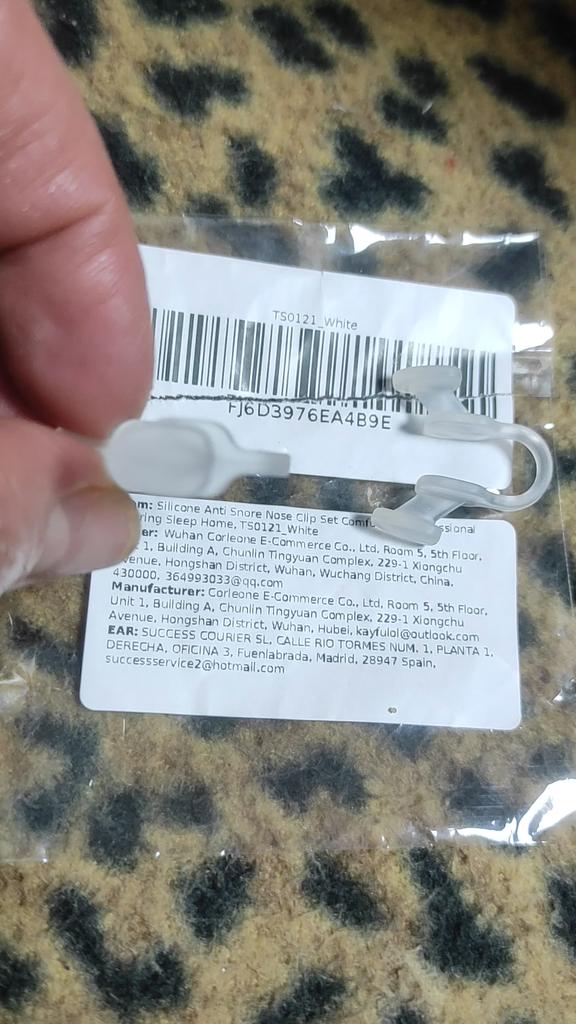 TS0121_White
FJ6D3976EA4B9E
Silicone Anti Snore Nose Clip Set
Sleep Home, TS0121_White
Wuhan Corleone E-Commerce Co., Ltd, Room 5, 5th Floor,
1, Building A, Chunlin Tingyuan Complex, 229-1 Xiongchu
Avenue, Hongshan District, Wuhan, Wuchang District, China,
430000, 364993033@qq.com
Manufacturer: Corleone E-Commerce Co., Ltd, Room 5, 5th Floor,
Unit 1, Building A, Chunlin Tingyuan Complex, 229-1 Xiongchu
Avenue, Hongshan District, Wuhan, Hubei, kayfulol@outlook.com
EAR: SUCCESS COURIER SL, CALLE RIO TORMES NUM. 1, PLANTA 1,
DERECHA, OFICINA 3, Fuenlabrada, Madrid, 28947 Spain,
successservice2@hotmail.com